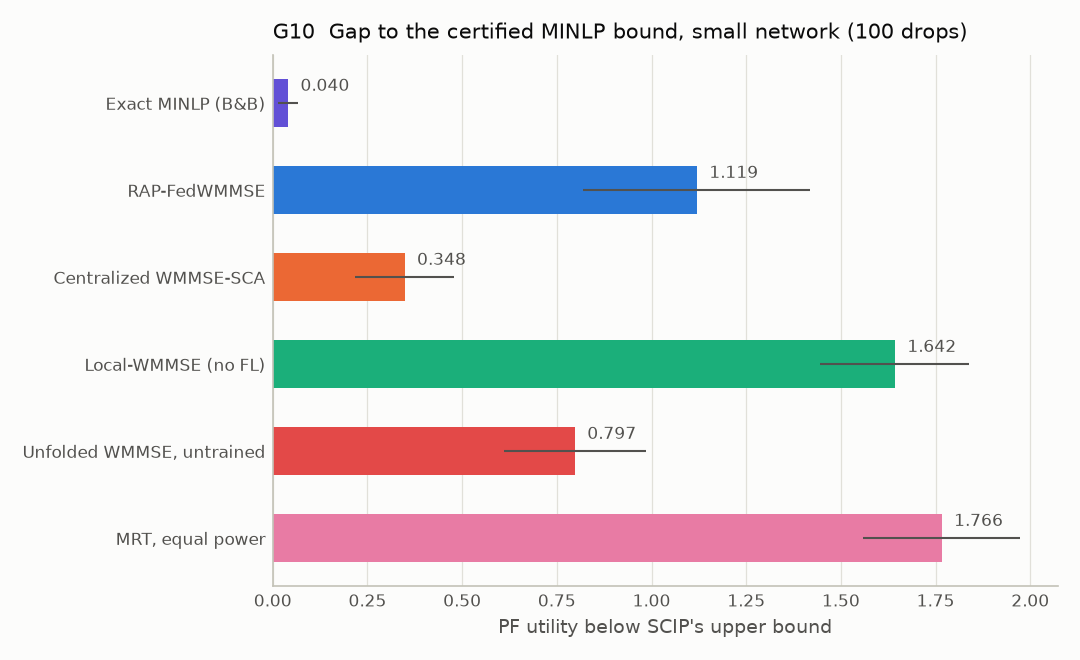 G10  Gap to the certified MINLP bound, small network (100 drops)
Exact MINLP (B&B)
0.040
RAP-FedWMMSE
1.119
Centralized WMMSE-SCA
0.348
Local-WMMSE (no FL)
1.642
Unfolded WMMSE, untrained
0.797
MRT, equal power
1.766
0.00 0.25 0.50 0.75 1.00 1.25 1.50 1.75 2.00
PF utility below SCIP's upper bound